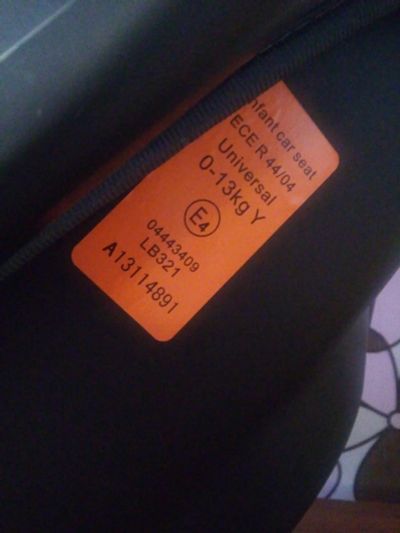 nfant car seat
ECE R 44/04
Universal
0-13kg Y
E4
04443409
LB321
A13114891